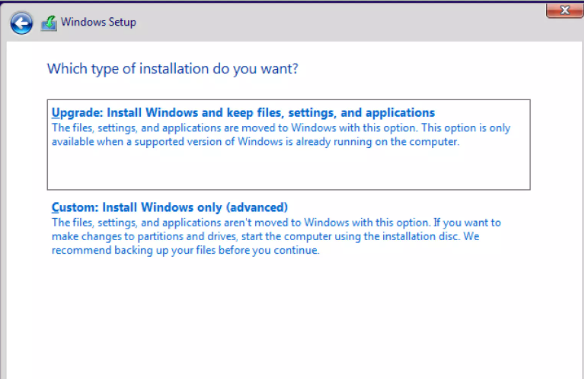 Windows Setup
Which type of installation do you want?
Upgrade: Install Windows and keep files, settings, and applications
The files, settings, and applications are moved to Windows with this option. This option is only
available when a supported version of Windows is already running on the computer.
Custom: Install Windows only (advanced)
The files, settings, and applications aren't moved to Windows with this option. If you want to
make changes to partitions and drives, start the computer using the installation disc. We
recommend backing up your files before you continue.